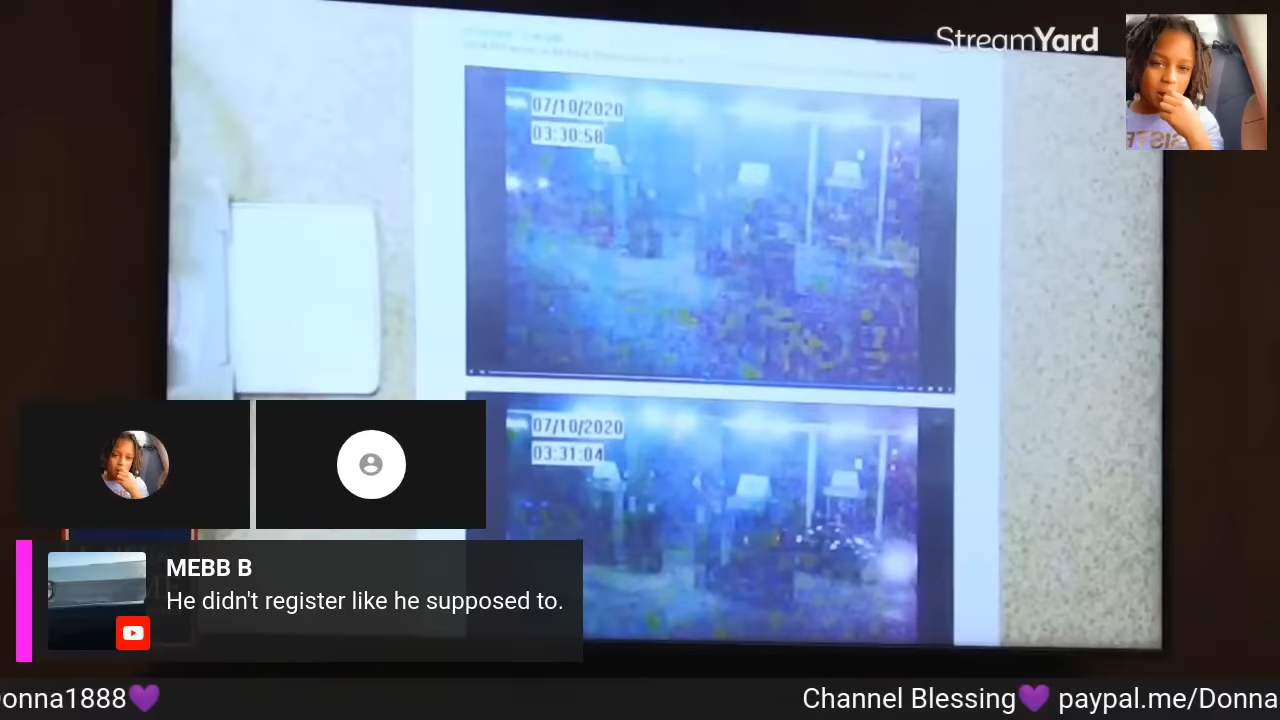 StreamYard
07/10/2020
03:30:58
07/10/2020
03:31:04
MEBB B
He didn't register like he supposed to.
onna1888💜
Channel Blessing💜 paypal.me/Donna